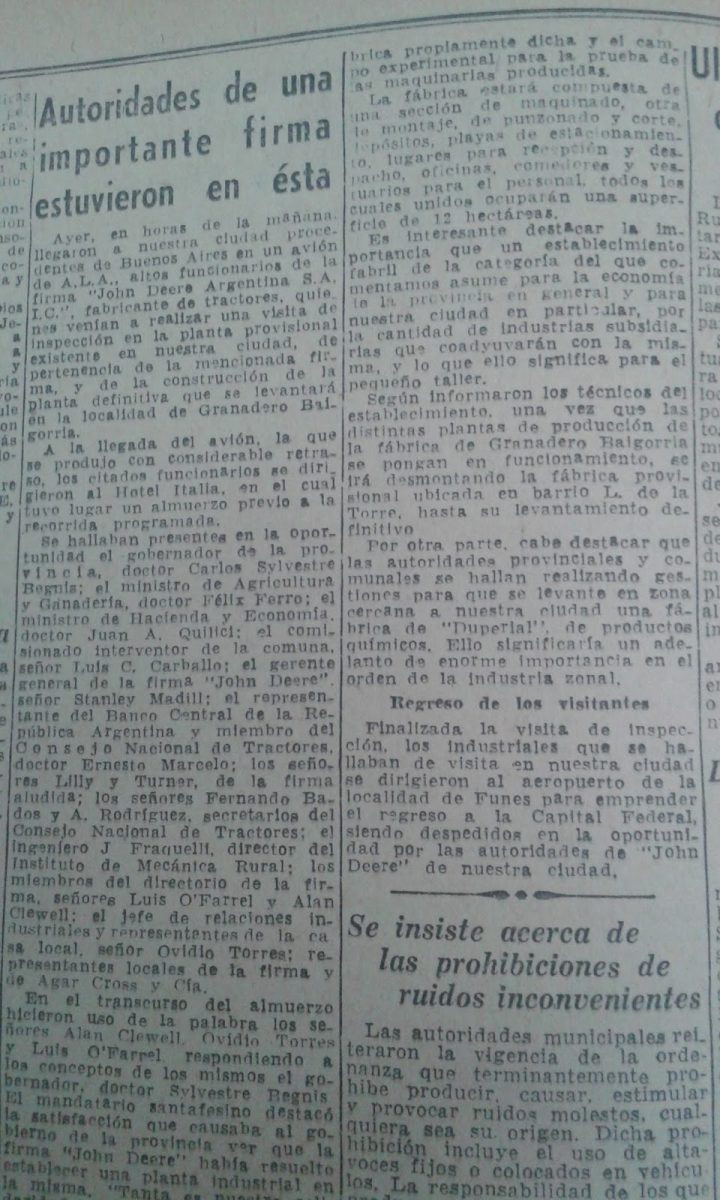 Autoridades de una
importante firma
estuvieron en ésta
Ayer, en horas de la mañana,
llegaron a nuestra ciudad proce-
dentes de Buenos Aires en un avión
de A.L.A., altos funcionarios de la
firma "John Deere Argentina S.A.
I.C.", fabricante de tractores, quie-
nes venían a realizar una visita de
inspección en la planta provisional
existente en nuestra ciudad, de
pertenencia de la mencionada fir-
ma, y de la construcción de la
planta definitiva que se levantará
en la localidad de Granadero Bai-
gorria.
A la llegada del avión, la que
se produjo con considerable retra-
so, los citados funcionarios se diri-
gieron al Hotel Italia, en el cual
tuvo lugar un almuerzo previo a la
recorrida programada.
Se hallaban presentes en la opor-
tunidad el gobernador de la pro-
vincia, doctor Carlos Sylvestre
Begnis; el ministro de Agricultura
y Ganadería, doctor Félix Ferro; el
ministro de Hacienda y Economía,
doctor Juan A. Quilici; el comi-
sionado interventor de la comuna,
señor Luis C. Carballo; el gerente
general de la firma "John Deere",
señor Stanley Madill; el represen-
tante del Banco Central de la Re-
pública Argentina y miembro del
Consejo Nacional de Tractores,
doctor Ernesto Marcelo; los seño-
res Lilly y Turner, de la firma
aludida; los señores Fernando Ba-
dos y A. Rodríguez, secretarios del
Consejo Nacional de Tractores; el
ingeniero J Fraquelli, director del
Instituto de Mecánica Rural; los
miembros del directorio de la fir-
ma, señores Luis O'Farrel y Alan
Clewell; el jefe de relaciones in-
dustriales y representantes de la ca
sa local, señor Ovidio Torres; re-
presentantes locales de la firma y
de Agar Cross y Cía.
En el transcurso del almuerzo
hicieron uso de la palabra los se-
ñores Alan Clewell, Ovidio Torres
y Luis O'Farrel, respondiendo a
los conceptos de los mismos el go-
bernador, doctor Sylvestre Begnis
El mandatario santafesino destacó
la satisfacción que causaba al go-
bierno de la provincia ver que la
firma "John Deere" había resuelto
establecer una planta industrial en
la misma. "Tanta es nuestra
brica propiamente dicha y el cam-
po experimental para la prueba de
las maquinarias producidas.
La fábrica estará compuesta de
una sección de maquinado, otra
de montaje, de punzonado y corte,
depósitos, playas de estacionamien-
to, lugares para recepción y des-
pacho, oficinas, comedores y ves-
tuarios para el personal, todos los
cuales unidos ocuparán una super-
ficie de 12 hectáreas.
Es interesante destacar la im-
portancia que un establecimiento
fabril de la categoría del que co-
mentamos asume para la economía
de la provincia en general y para
nuestra ciudad en particular, por
la cantidad de industrias subsidia-
rias que coadyuvarán con la mis-
ma, y lo que ello significa para el
pequeño taller.
Según informaron los técnicos del
establecimiento, una vez que las
distintas plantas de producción de
la fábrica de Granadero Baigorria
se pongan en funcionamiento, se
irá desmontando la fábrica provi-
sional ubicada en barrio L. de la
Torre, hasta su levantamiento de-
finitivo
Por otra parte, cabe destacar que
las autoridades provinciales y co-
munales se hallan realizando ges-
tiones para que se levante en zona
cercana a nuestra ciudad una fá-
brica de "Duperial", de productos
químicos. Ello significaría un ade-
lanto de enorme importancia en el
orden de la industria zonal.
Regreso de los visitantes
Finalizada la visita de inspec-
ción, los industriales que se ha-
llaban de visita en nuestra ciudad
se dirigieron al aeropuerto de la
localidad de Funes para emprender
el regreso a la Capital Federal,
siendo despedidos en la oportuni-
dad por las autoridades de "John
Deere" de nuestra ciudad.
Se insiste acerca de
las prohibiciones de
ruidos inconvenientes
Las autoridades municipales rei-
teraron la vigencia de la orde-
nanza que terminantemente pro-
hibe producir, causar, estimular
y provocar ruidos molestos, cual-
quiera sea su origen. Dicha pro-
hibición incluye el uso de alta-
voces fijos o colocados en vehícu-
los. La responsabilidad de los que